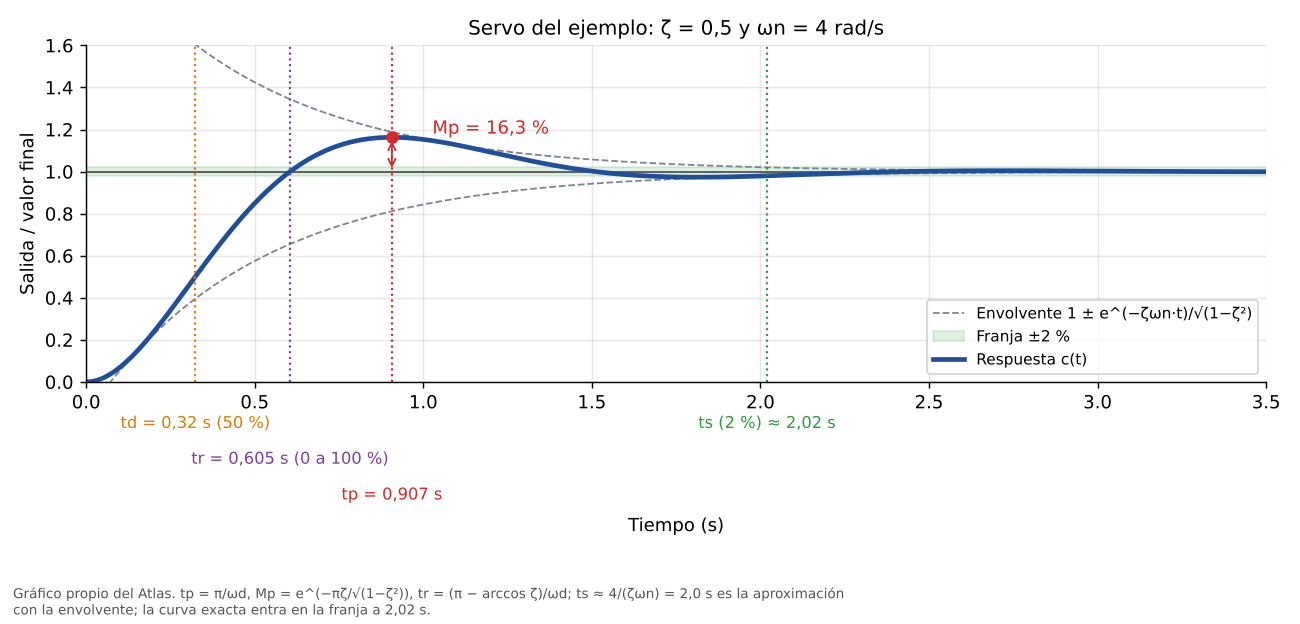 Servo del ejemplo: ζ = 0,5 y ωn = 4 rad/s
Salida / valor final
1.6
1.4
1.2
1.0
0.8
0.6
0.4
0.2
0.0
Mp = 16,3 %
Envolvente 1 ± e^(−ζωn·t)/√(1−ζ²)
Franja ±2 %
Respuesta c(t)
0.0 0.5 1.0 1.5 2.0 2.5 3.0 3.5
td = 0,32 s (50 %)
ts (2 %) ≈ 2,02 s
tr = 0,605 s (0 a 100 %)
tp = 0,907 s
Tiempo (s)
Gráfico propio del Atlas. tp = π/ωd, Mp = e^(−πζ/√(1−ζ²)), tr = (π − arccos ζ)/ωd; ts ≈ 4/(ζωn) = 2,0 s es la aproximación
con la envolvente; la curva exacta entra en la franja a 2,02 s.